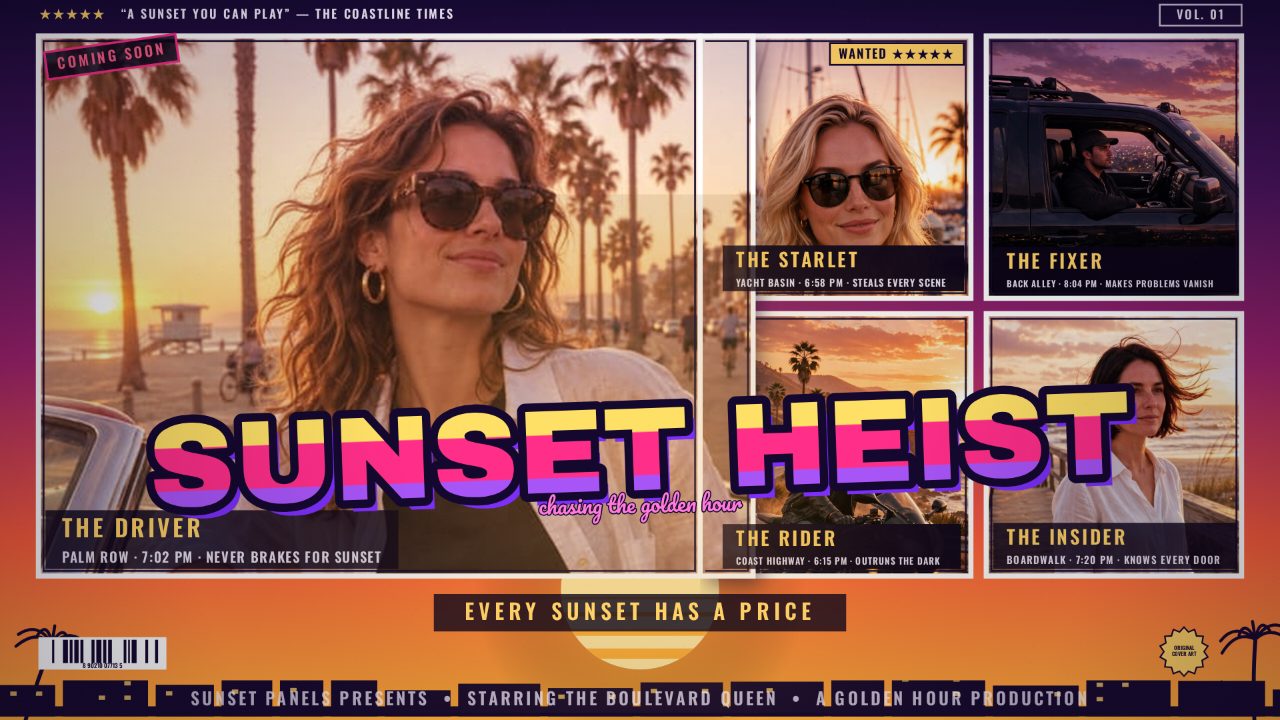 ★★★★★ “A SUNSET YOU CAN PLAY” — THE COASTLINE TIMES
VOL. 01
COMING SOON
WANTED ★★★★★
THE STARLET
YACHT BASIN · 6:58 PM · STEALS EVERY SCENE
THE FIXER
BACK ALLEY · 8:04 PM · MAKES PROBLEMS VANISH
SUNSET HEIST
chasing the golden hour
THE DRIVER
PALM ROW · 7:02 PM · NEVER BRAKES FOR SUNSET
THE RIDER
COAST HIGHWAY · 6:15 PM · OUTRUNS THE DARK
THE INSIDER
BOARDWALK · 7:20 PM · KNOWS EVERY DOOR
EVERY SUNSET HAS A PRICE
ORIGINAL
COVER ART
SUNSET PANELS PRESENTS • STARRING THE BOULEVARD QUEEN • A GOLDEN HOUR PRODUCTION